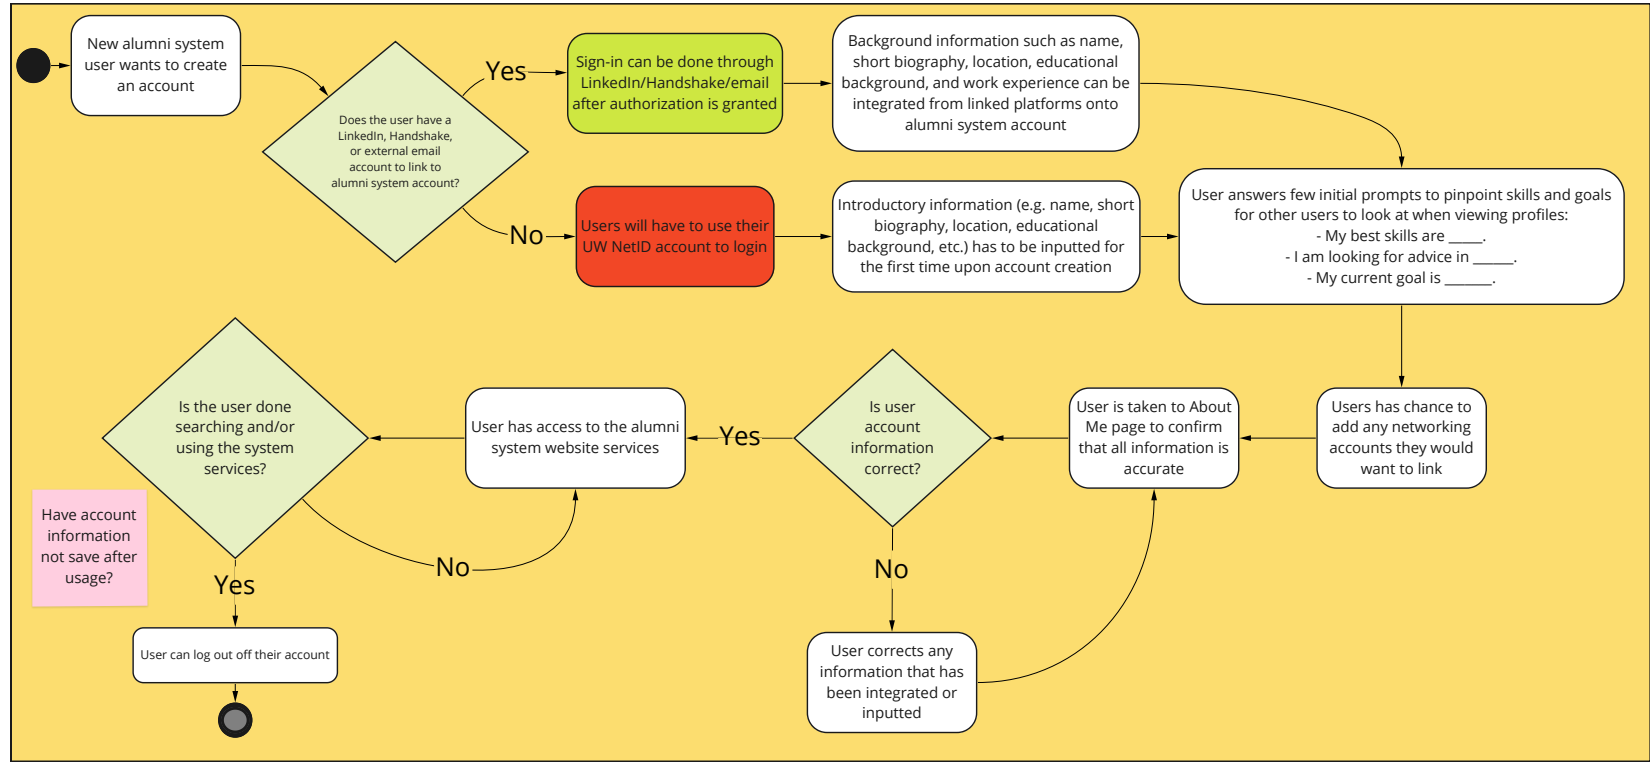 New alumni system
user wants to create
an account
Does the user have a
LinkedIn, Handshake,
or external email
account to link to
alumni system account?
Yes
Sign-in can be done through
LinkedIn/Handshake/email
after authorization is granted
Background information such as name,
short biography, location, educational
background, and work experience can be
integrated from linked platforms onto
alumni system account
No
Users will have to use their
UW NetID account to login
Introductory information (e.g. name, short
biography, location, educational
background, etc.) has to be inputted for
the first time upon account creation
User answers few initial prompts to pinpoint skills and goals
for other users to look at when viewing profiles:
- My best skills are _____.
- I am looking for advice in ______.
- My current goal is _______.
Users has chance to
add any networking
accounts they would
want to link
User is taken to About
Me page to confirm
that all information is
accurate
Is user
account
information
correct?
Yes
User has access to the alumni
system website services
Is the user done
searching and/or
using the system
services?
No
User corrects any
information that has
been integrated or
inputted
No
Yes
Have account
information
not save after
usage?
User can log out off their account